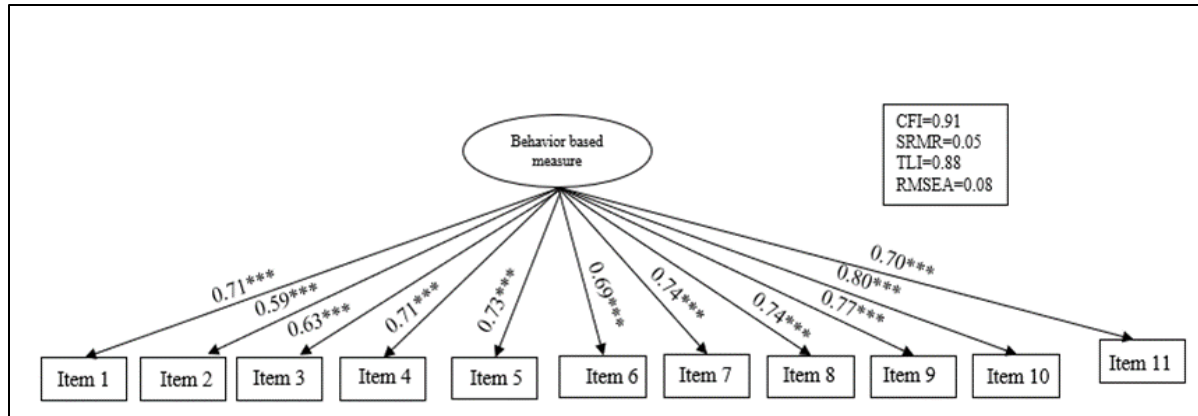 Behavior based
measure
CFI=0.91
SRMR=0.05
TLI=0.88
RMSEA=0.08
0.71***
0.59***
0.63***
0.71***
0.73***
0.69***
0.74***
0.74***
0.77***
0.80***
0.70***
Item 1
Item 2
Item 3
Item 4
Item 5
Item 6
Item 7
Item 8
Item 9
Item 10
Item 11